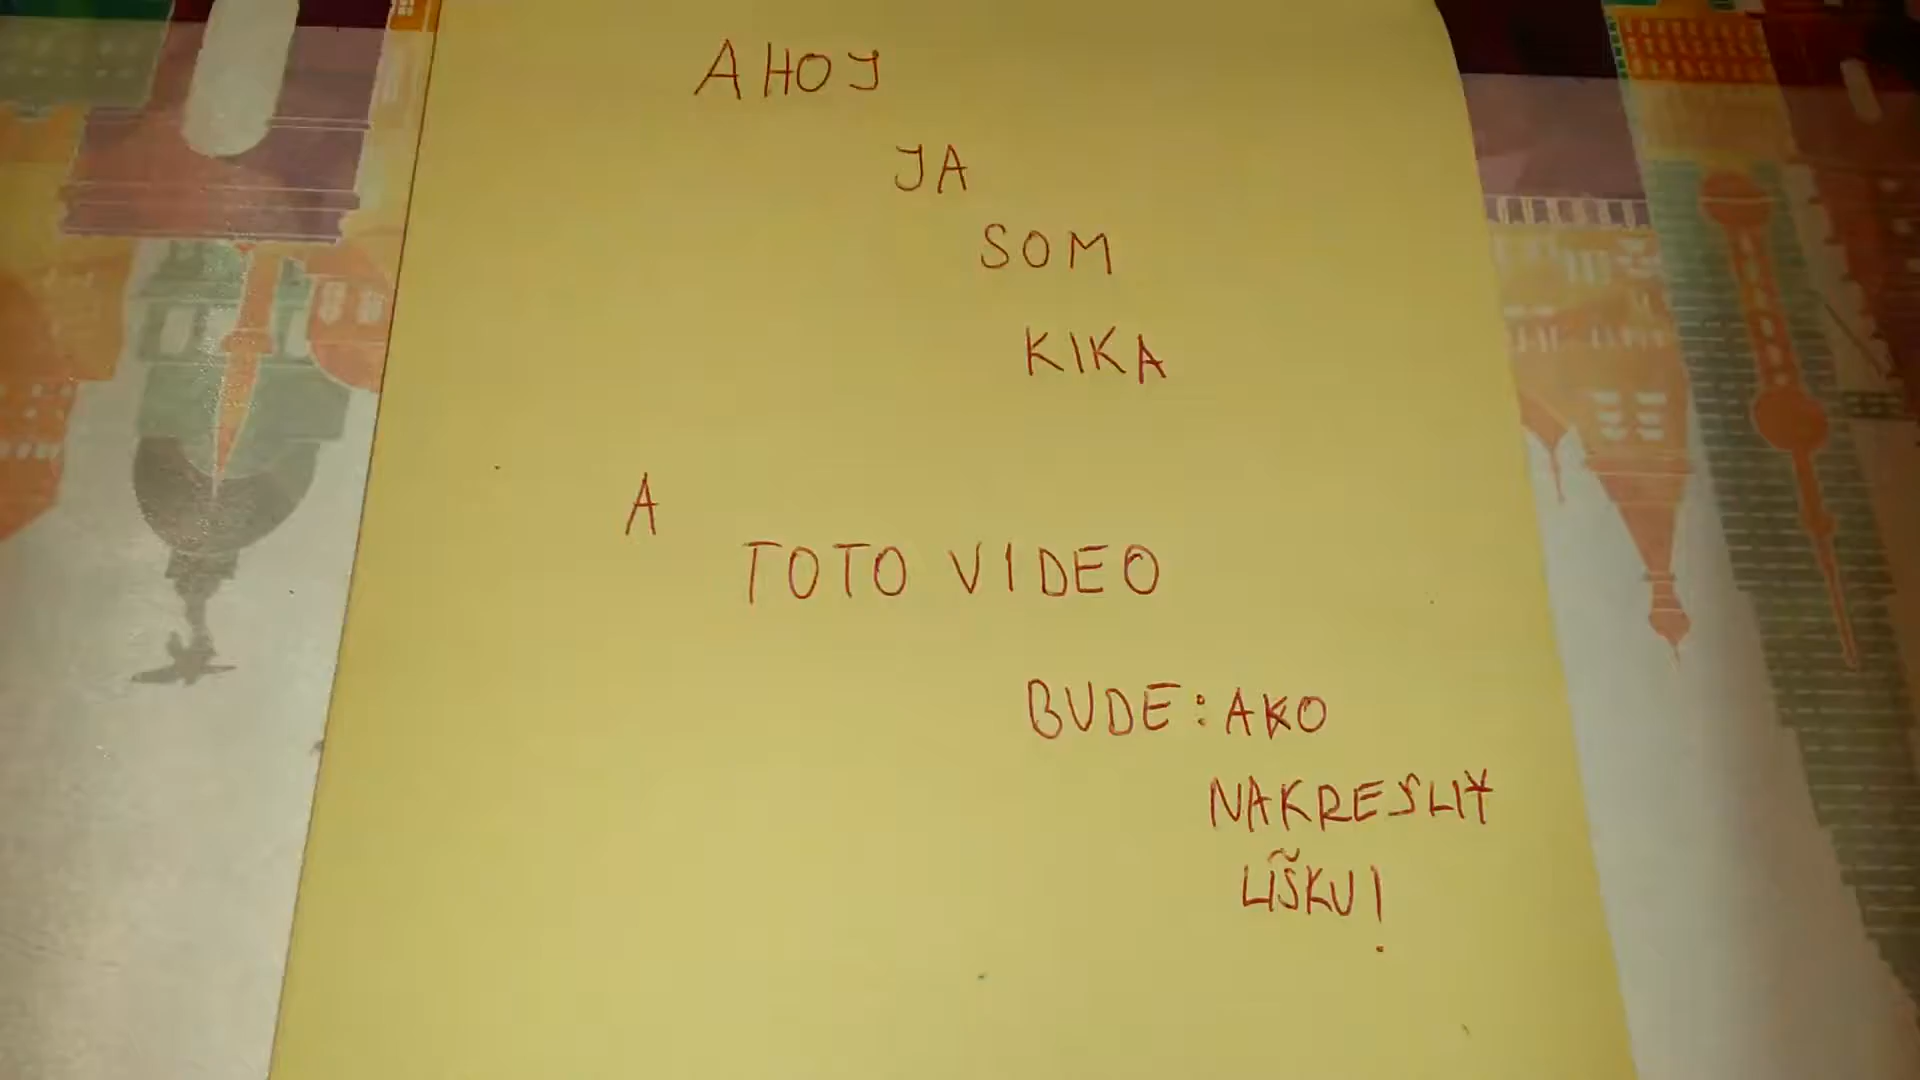 AHOJ
JA
SOM
KIKA
A
TOTO VIDEO
BUDE: AKO
NAKRESLIŤ
LÍŠKU!